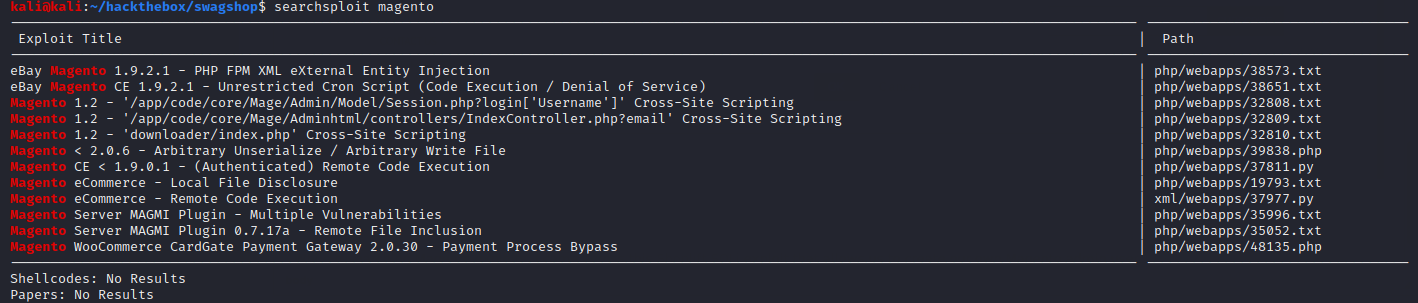 kali@kali:~/hackthebox/swagshop$ searchsploit magento
Exploit Title | Path
eBay Magento 1.9.2.1 - PHP FPM XML eXternal Entity Injection | php/webapps/38573.txt
eBay Magento CE 1.9.2.1 - Unrestricted Cron Script (Code Execution / Denial of Service) | php/webapps/38651.txt
Magento 1.2 - '/app/code/core/Mage/Admin/Model/Session.php?login['Username']' Cross-Site Scripting | php/webapps/32808.txt
Magento 1.2 - '/app/code/core/Mage/Adminhtml/controllers/IndexController.php?email' Cross-Site Scripting | php/webapps/32809.txt
Magento 1.2 - 'downloader/index.php' Cross-Site Scripting | php/webapps/32810.txt
Magento < 2.0.6 - Arbitrary Unserialize / Arbitrary Write File | php/webapps/39838.php
Magento CE < 1.9.0.1 - (Authenticated) Remote Code Execution | php/webapps/37811.py
Magento eCommerce - Local File Disclosure | php/webapps/19793.txt
Magento eCommerce - Remote Code Execution | xml/webapps/37977.py
Magento Server MAGMI Plugin - Multiple Vulnerabilities | php/webapps/35996.txt
Magento Server MAGMI Plugin 0.7.17a - Remote File Inclusion | php/webapps/35052.txt
Magento WooCommerce CardGate Payment Gateway 2.0.30 - Payment Process Bypass | php/webapps/48135.php
Shellcodes: No Results
Papers: No Results